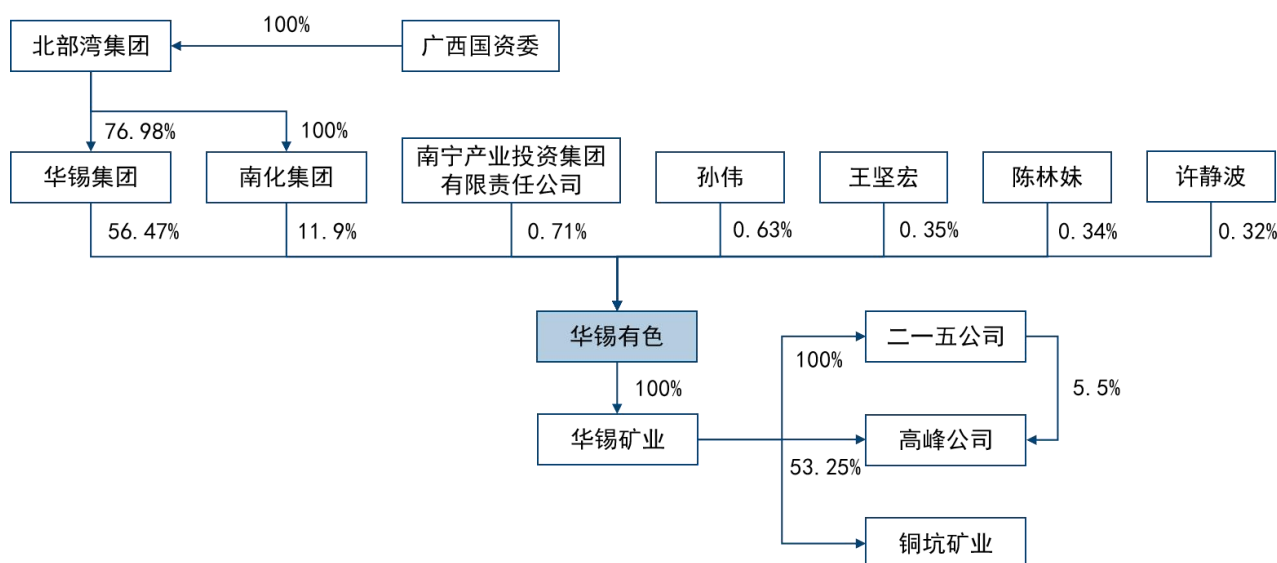 100%
北部湾集团
广西国资委
76.98%
100%
华锡集团
南化集团
南宁产业投资集团
有限责任公司
孙伟
王坚宏
陈林妹
许静波
56.47%
11.9%
0.71%
0.63%
0.35%
0.34%
0.32%
华锡有色
二一五公司
100%
100%
5.5%
华锡矿业
高峰公司
53.25%
铜坑矿业